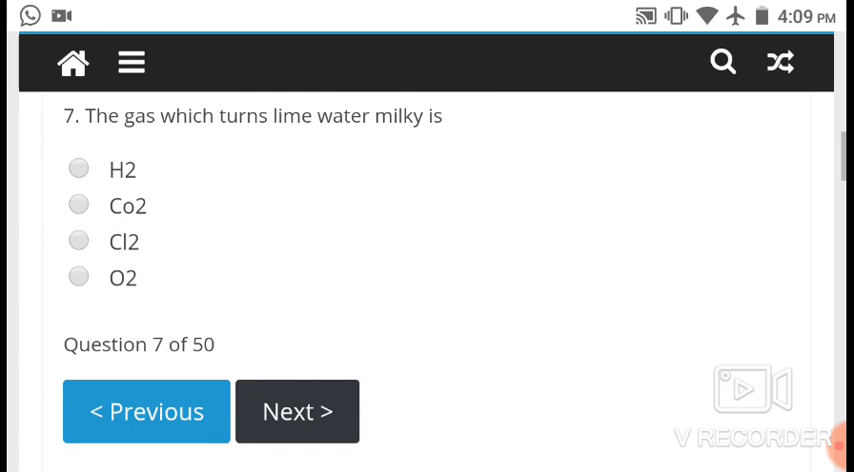 4:09 PM
7. The gas which turns lime water milky is
H2
Co2
Cl2
O2
Question 7 of 50
< Previous Next >
V RECORDER